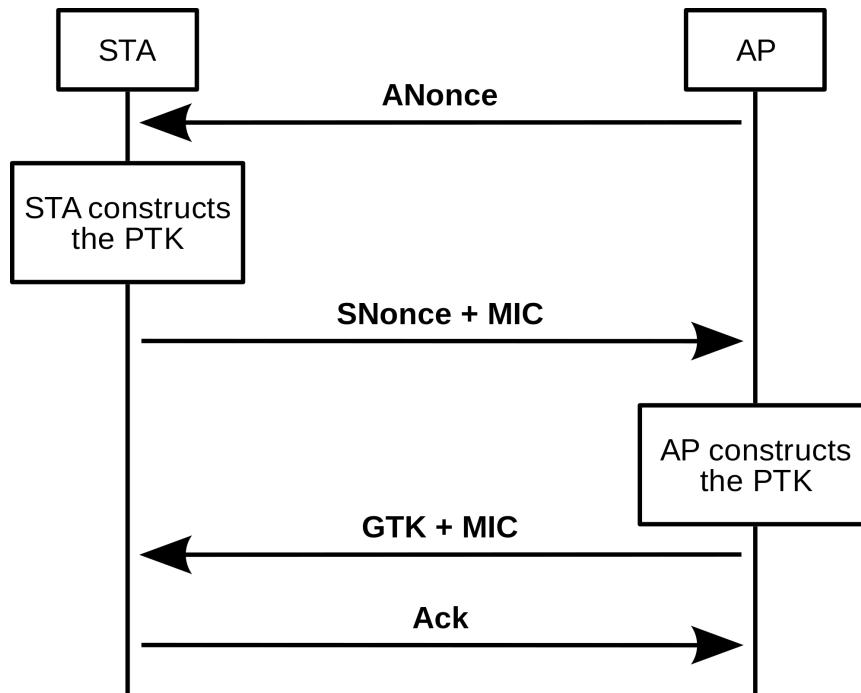 STA
AP
ANonce
STA constructs
the PTK
SNonce + MIC
AP constructs
the PTK
GTK + MIC
Ack